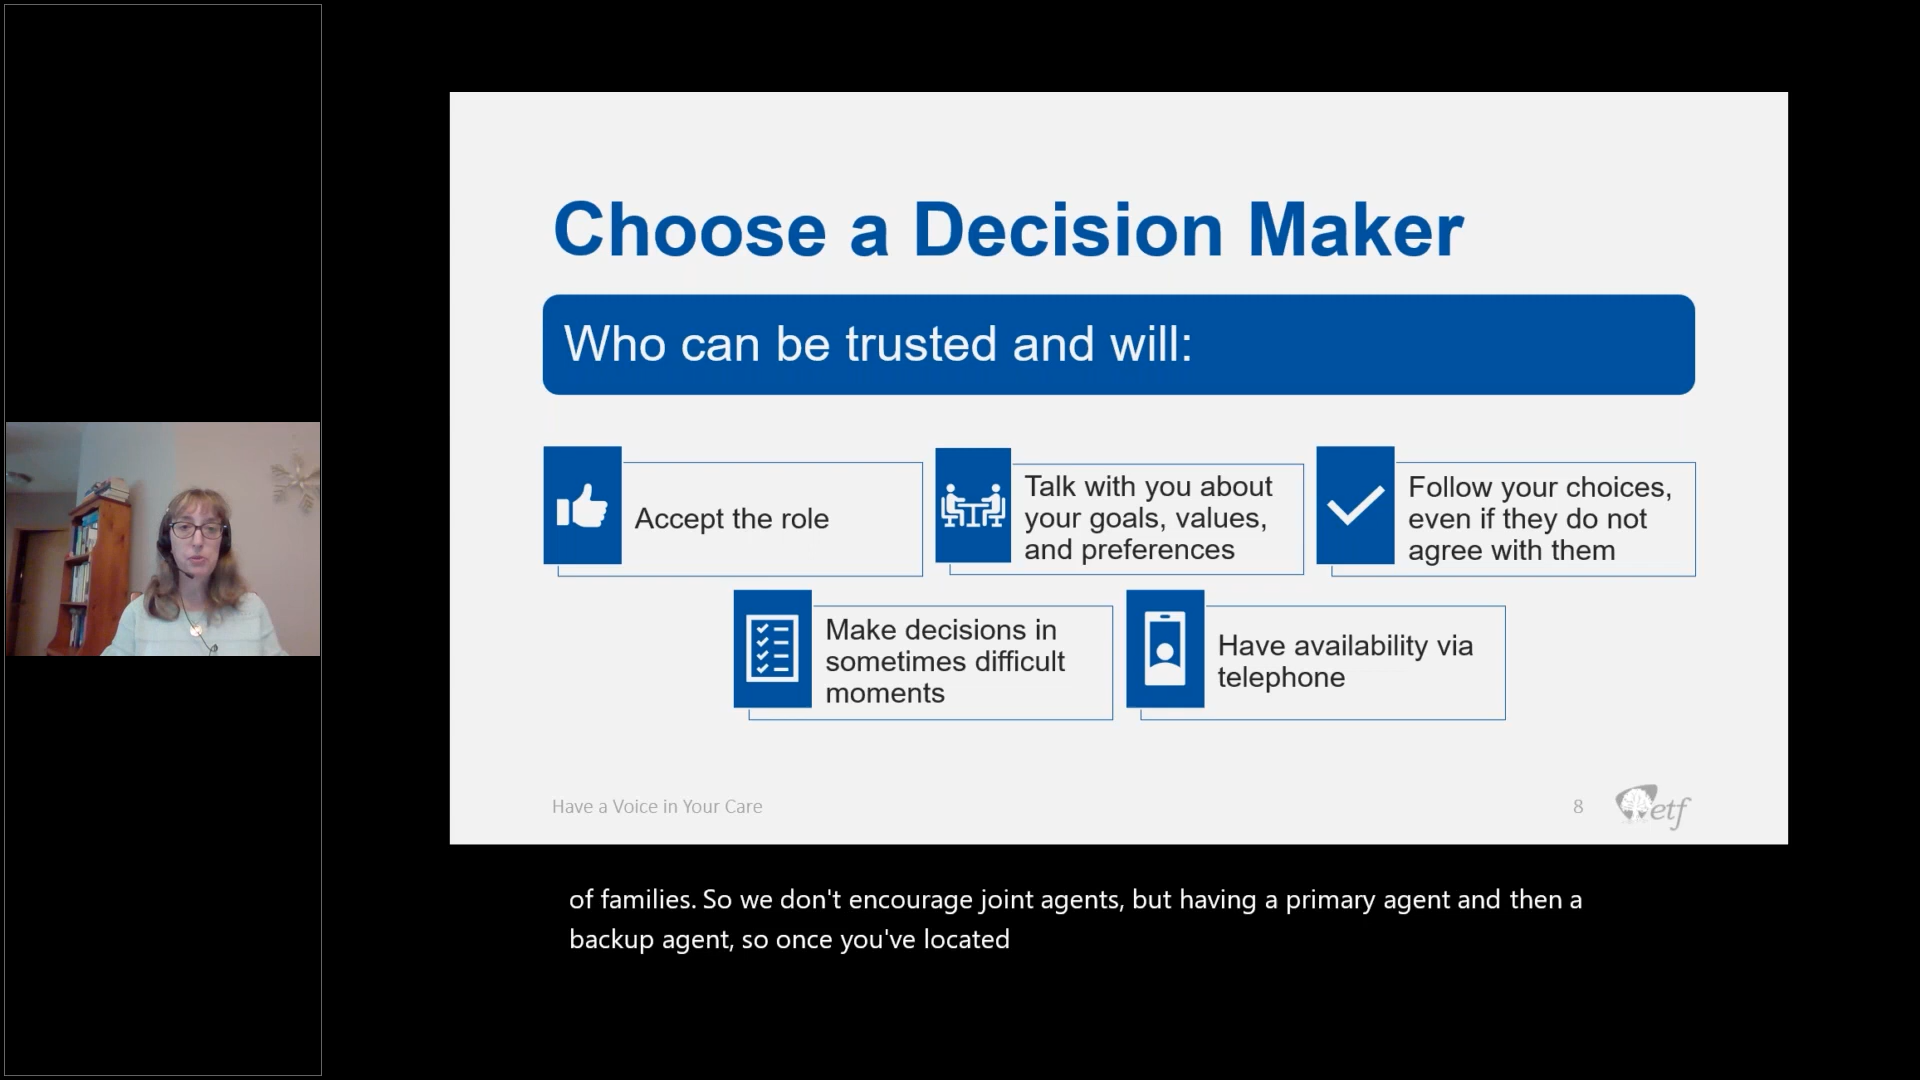 Choose a Decision Maker
Who can be trusted and will:
Accept the role
Talk with you about
your goals, values,
and preferences
Follow your choices,
even if they do not
agree with them
Make decisions in
sometimes difficult
moments
Have availability via
telephone
Have a Voice in Your Care
8
etf
of families. So we don't encourage joint agents, but having a primary agent and then a
backup agent, so once you've located